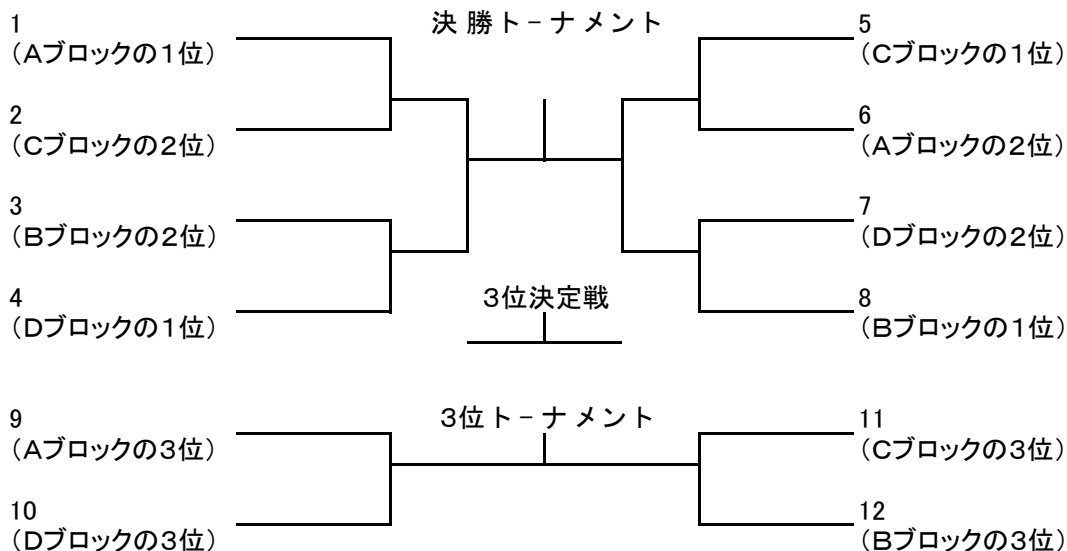 決勝トーナメント
1
(Aブロックの1位)
2
(Cブロックの2位)
3
(Bブロックの2位)
4
(Dブロックの1位)
5
(Cブロックの1位)
6
(Aブロックの2位)
7
(Dブロックの2位)
8
(Bブロックの1位)
3位決定戦
3位トーナメント
9
(Aブロックの3位)
10
(Dブロックの3位)
11
(Cブロックの3位)
12
(Bブロックの3位)